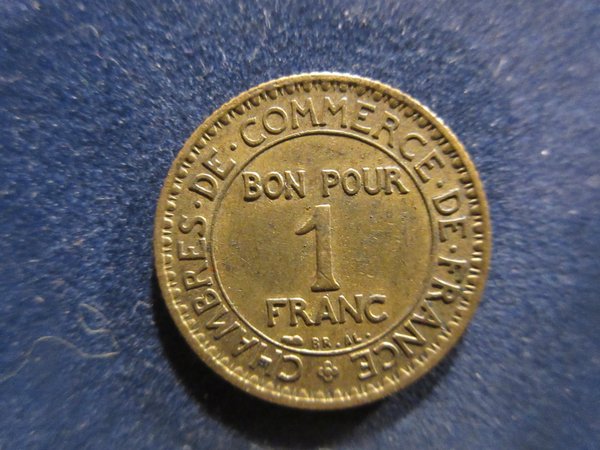 CHAMBRES · DE · COMMERCE · DE · FRANCE
BON POUR
1
FRANC
BR. AL.